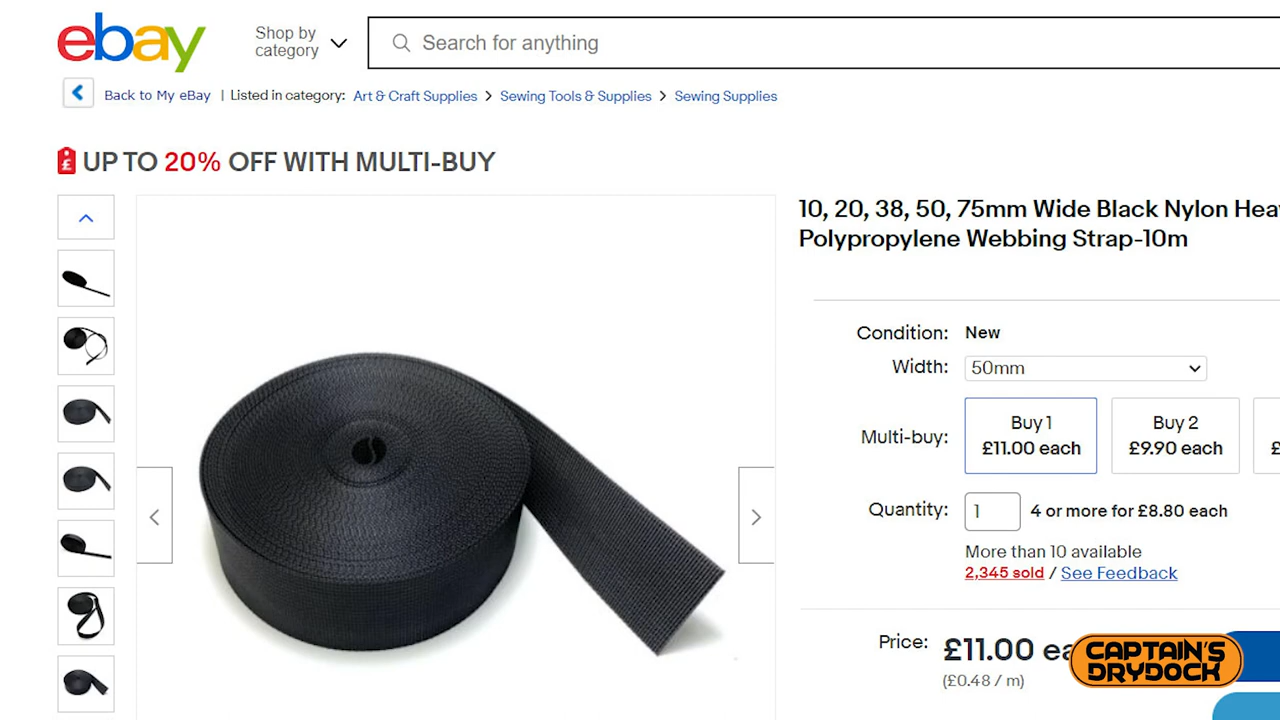 ebay
Shop by
category
Search for anything
Back to My eBay | Listed in category: Art & Craft Supplies > Sewing Tools & Supplies > Sewing Supplies
£ UP TO 20% OFF WITH MULTI-BUY
10, 20, 38, 50, 75mm Wide Black Nylon
Polypropylene Webbing Strap-10m
Condition: New
Width: 50mm
Multi-buy:
Buy 1
£11.00 each
Buy 2
£9.90 each
£
Quantity: 1 4 or more for £8.80 each
More than 10 available
2,345 sold / See Feedback
Price: £11.00
(£0.48 / m)
CAPTAIN'S
DRYDOCK